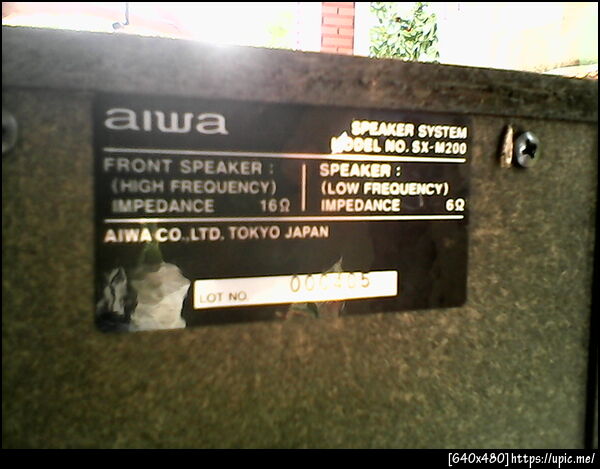 aiwa
SPEAKER SYSTEM
MODEL NO. SX-M200
FRONT SPEAKER :
(HIGH FREQUENCY)
IMPEDANCE 16Ω
SPEAKER :
(LOW FREQUENCY)
IMPEDANCE 6Ω
AIWA CO., LTD. TOKYO JAPAN
LOT NO.
[640x480]https://upic.me/